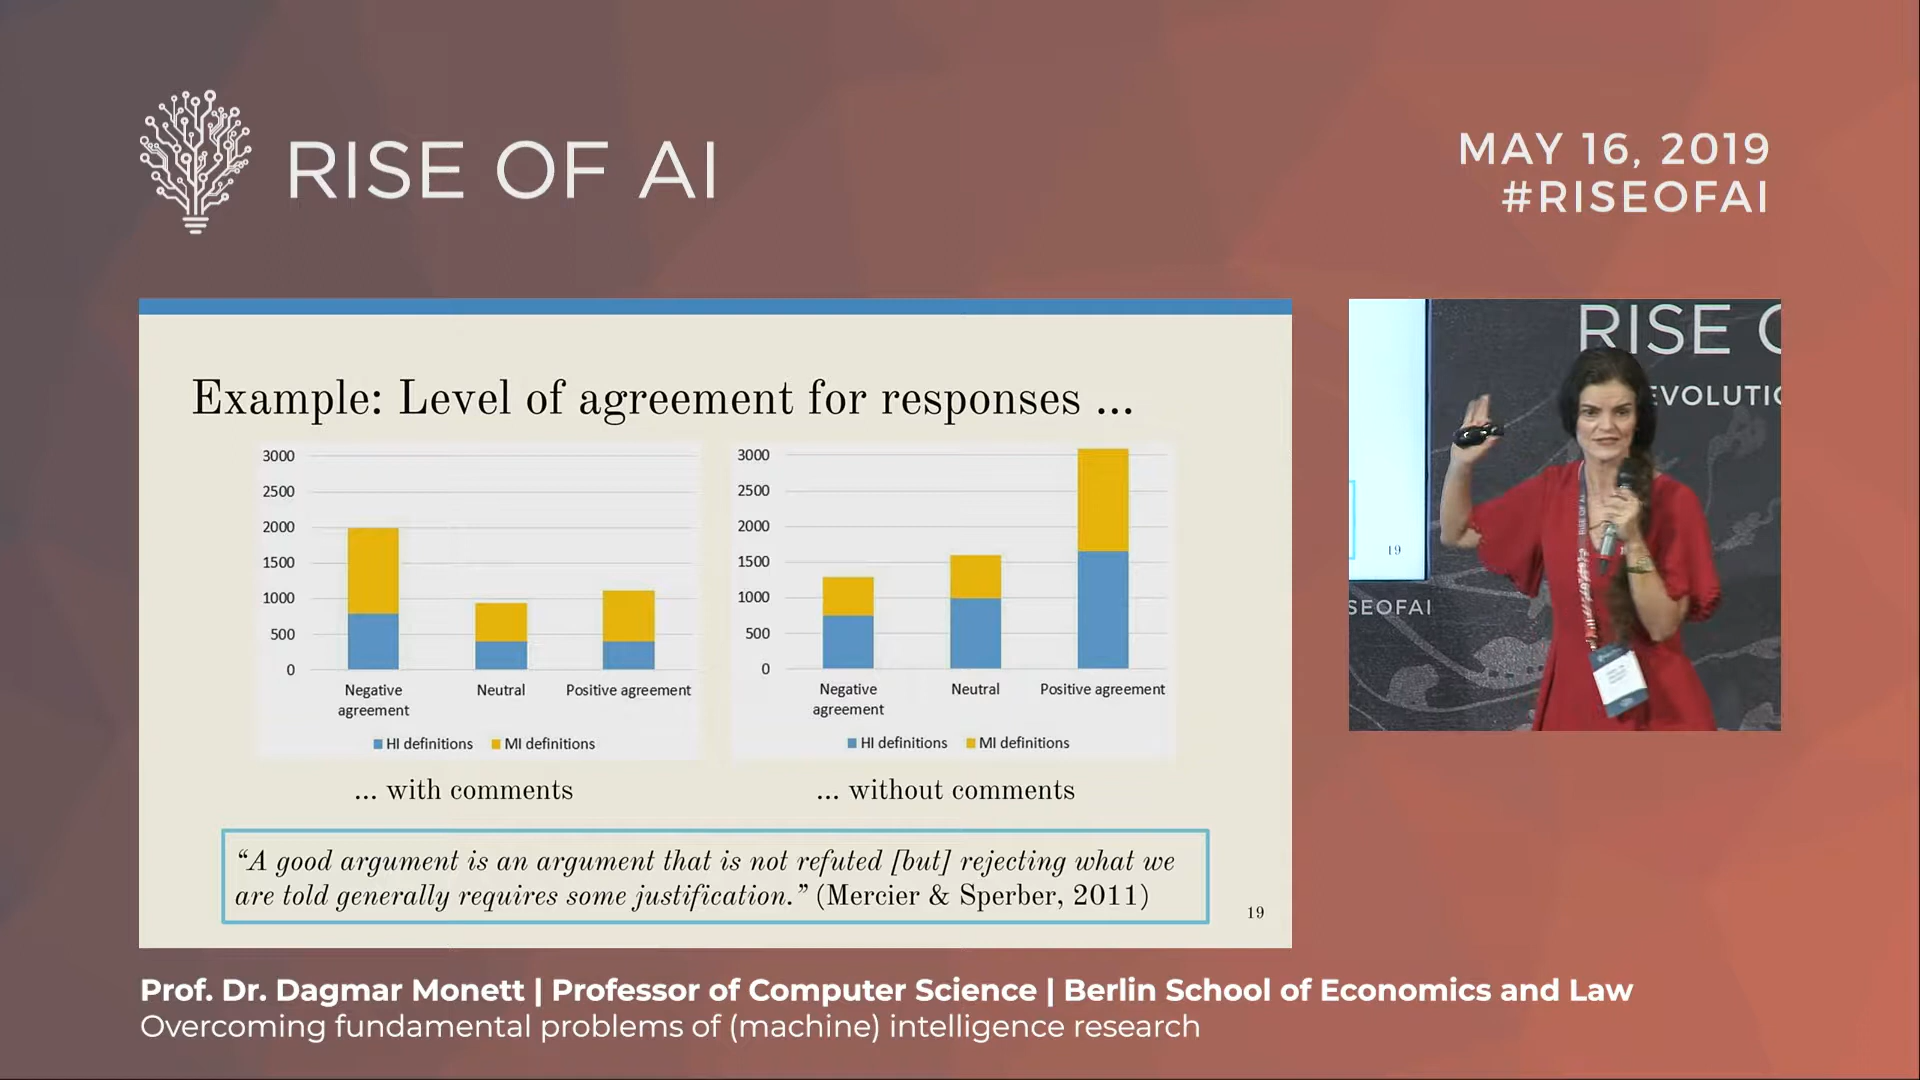 RISE OF AI
MAY 16, 2019
#RISEOFAI
Example: Level of agreement for responses ...
3000
2500
2000
1500
1000
500
0
Negative agreement
Neutral
Positive agreement
HI definitions
MI definitions
... with comments
3000
2500
2000
1500
1000
500
0
Negative agreement
Neutral
Positive agreement
HI definitions
MI definitions
... without comments
“A good argument is an argument that is not refuted [but] rejecting what we
are told generally requires some justification.” (Mercier & Sperber, 2011)
19
RISE
EVOLUTIO
19
SEOFAI
Prof. Dr. Dagmar Monett | Professor of Computer Science | Berlin School of Economics and Law
Overcoming fundamental problems of (machine) intelligence research